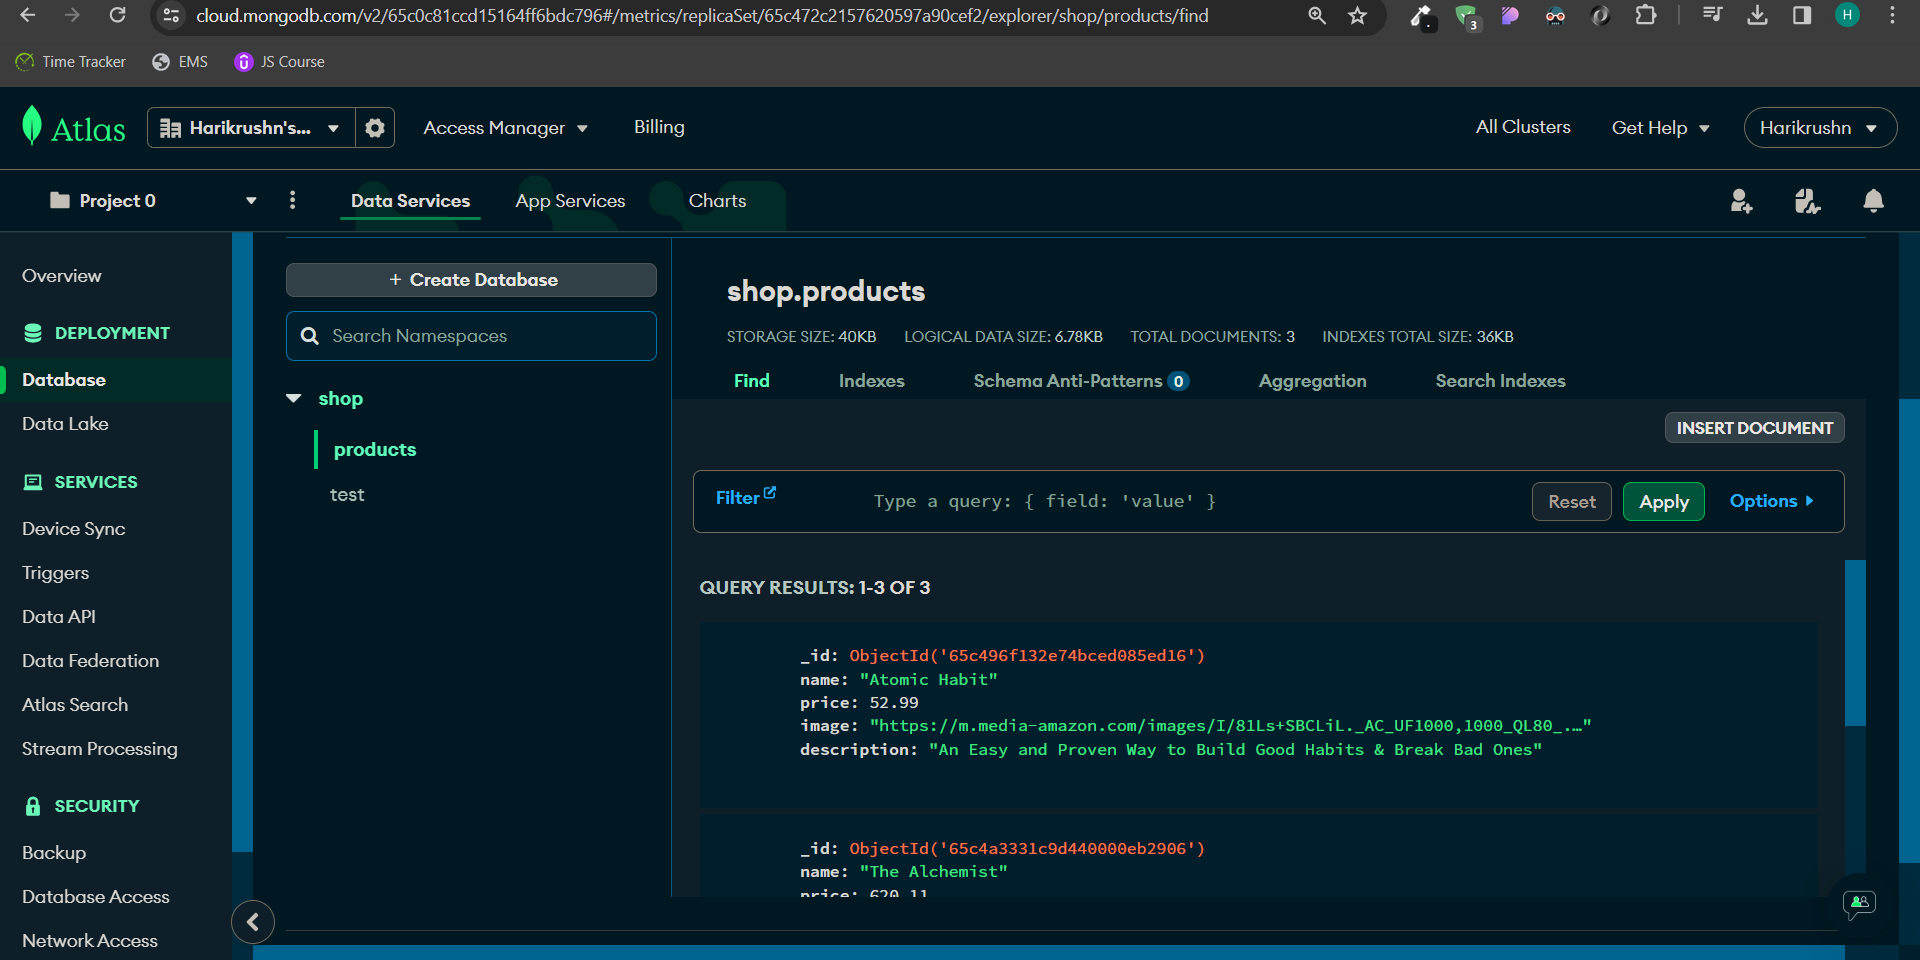 cloud.mongodb.com/v2/65c0c81ccd15164ff6bdc796#/metrics/replicaSet/65c472c2157620597a90cef2/explorer/shop/products/find
3
H
Time Tracker
EMS
JS Course
Atlas
Harikrushn's...
Access Manager
Billing
All Clusters
Get Help
Harikrushn
Project 0
Data Services
App Services
Charts
Overview
DEPLOYMENT
Database
Data Lake
SERVICES
Device Sync
Triggers
Data API
Data Federation
Atlas Search
Stream Processing
SECURITY
Backup
Database Access
Network Access
+ Create Database
Search Namespaces
shop
products
test
shop.products
STORAGE SIZE: 40KB
LOGICAL DATA SIZE: 6.78KB
TOTAL DOCUMENTS: 3
INDEXES TOTAL SIZE: 36KB
Find
Indexes
Schema Anti-Patterns 0
Aggregation
Search Indexes
INSERT DOCUMENT
Filter
Type a query: { field: 'value' }
Reset
Apply
Options
QUERY RESULTS: 1-3 OF 3
_id: ObjectId('65c496f132e74bced085ed16')
name: "Atomic Habit"
price: 52.99
image: "https://m.media-amazon.com/images/I/81Ls+SBCLiL._AC_UF1000,1000_QL80_.…"
description: "An Easy and Proven Way to Build Good Habits & Break Bad Ones"
_id: ObjectId('65c4a3331c9d440000eb2906')
name: "The Alchemist"
price: 620.11